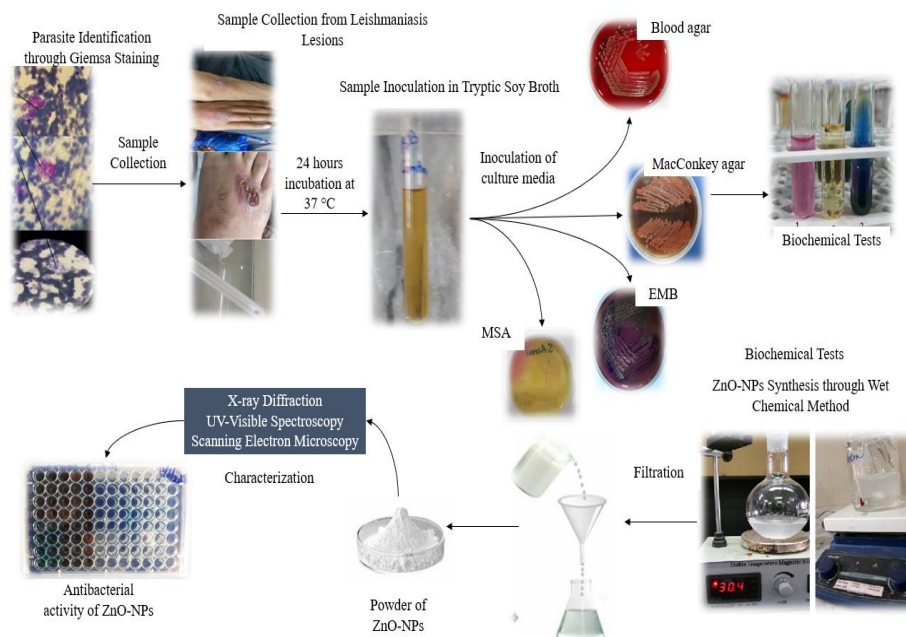 Parasite Identification
through Giemsa Staining
Sample Collection from Leishmaniasis
Lesions
Sample
Collection
24 hours
incubation at
37 °C
Sample Inoculation in Tryptic Soy Broth
Inoculation of
culture media
Blood agar
MacConkey agar
EMB
MSA
Biochemical Tests
Biochemical Tests
ZnO-NPs Synthesis through Wet
Chemical Method
30.4
Filtration
Powder of
ZnO-NPs
X-ray Diffraction
UV-Visible Spectroscopy
Scanning Electron Microscopy
Characterization
Antibacterial
activity of ZnO-NPs